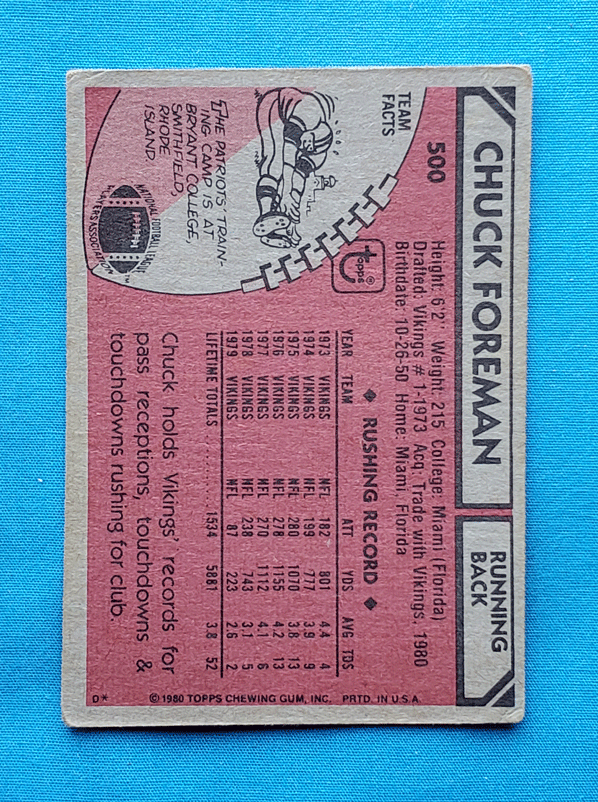 CHUCK FOREMAN
RUNNING
BACK
500
Height: 6'2" Weight: 215 College: Miami (Florida)
Drafted: Vikings #1-1973 Acq. Trade with Vikings, 1980
Birthdate: 10-26-50 Home: Miami, Florida
TEAM
FACTS
topps
THE PATRIOTS TRAIN-
ING CAMP IS AT
BRYANT COLLEGE,
SMITHFIELD,
RHODE
ISLAND.
NATIONAL FOOTBALL LEAGUE
PLAYERS ASSOCIATION
◆ RUSHING RECORD ◆
YEAR TEAM ATT YDS AVG TDS
1973 VIKINGS NFL 182 801 4.4 4
1974 VIKINGS NFL 199 777 3.9 9
1975 VIKINGS NFL 280 1070 3.8 13
1976 VIKINGS NFL 278 1155 4.2 13
1977 VIKINGS NFL 270 1112 4.1 6
1978 VIKINGS NFL 238 743 3.1 5
1979 VIKINGS NFL 87 223 2.6 2
LIFETIME TOTALS ........ 1534 5881 3.8 52
Chuck holds Vikings' records for
pass receptions, touchdowns &
touchdowns rushing for club.
D* © 1980 TOPPS CHEWING GUM, INC. PRTD. IN U.S.A.